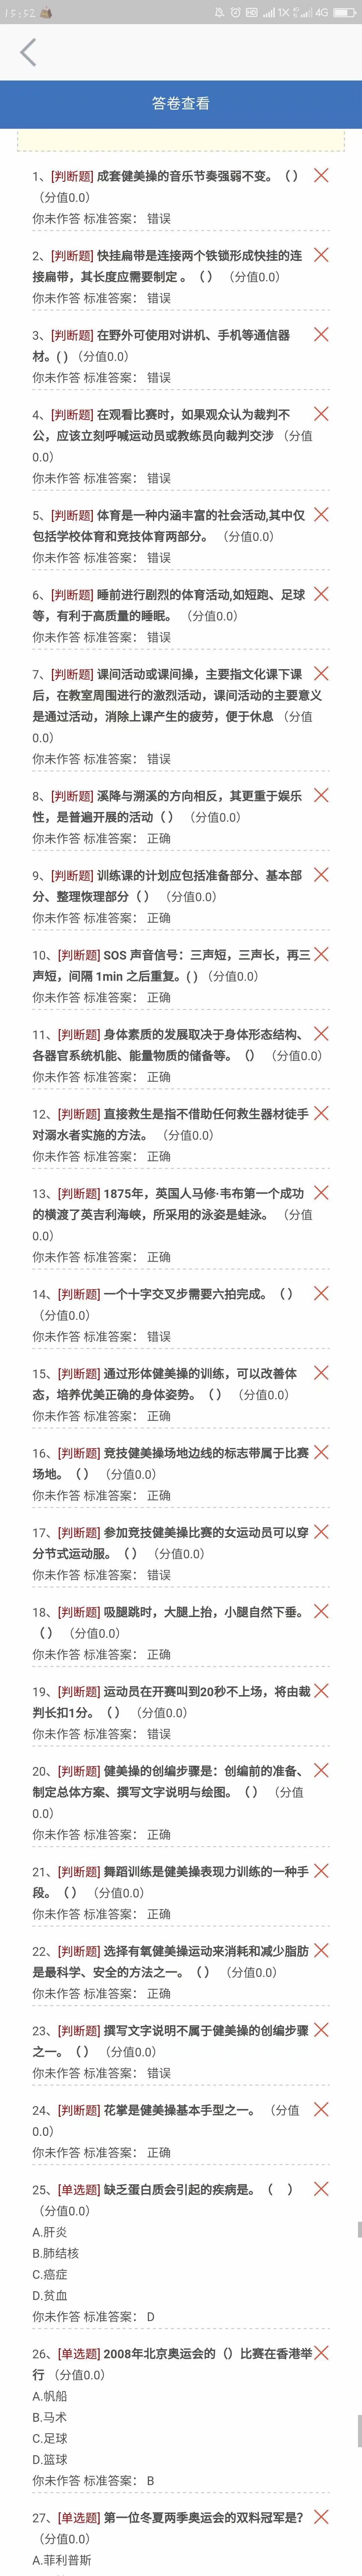 15:52
1X 4G
答卷查看
1、[判断题] 成套健美操的音乐节奏强弱不变。（ ）
（分值0.0）
你未作答 标准答案： 错误
2、[判断题] 快挂扁带是连接两个铁锁形成快挂的连
接扁带，其长度应需要制定 。（ ） （分值0.0）
你未作答 标准答案： 错误
3、[判断题] 在野外可使用对讲机、手机等通信器
材。( ) （分值0.0）
你未作答 标准答案： 错误
4、[判断题] 在观看比赛时，如果观众认为裁判不
公，应该立刻呼喊运动员或教练员向裁判交涉 （分值
0.0）
你未作答 标准答案： 错误
5、[判断题] 体育是一种内涵丰富的社会活动,其中仅
包括学校体育和竞技体育两部分。 （分值0.0）
你未作答 标准答案： 错误
6、[判断题] 睡前进行剧烈的体育活动,如短跑、足球
等，有利于高质量的睡眠。 （分值0.0）
你未作答 标准答案： 错误
7、[判断题] 课间活动或课间操，主要指文化课下课
后，在教室周围进行的激烈活动，课间活动的主要意义
是通过活动，消除上课产生的疲劳，便于休息 （分值
0.0）
你未作答 标准答案： 错误
8、[判断题] 溪降与溯溪的方向相反，其更重于娱乐
性，是普遍开展的活动（ ） （分值0.0）
你未作答 标准答案： 正确
9、[判断题] 训练课的计划应包括准备部分、基本部
分、整理恢理部分（ ） （分值0.0）
你未作答 标准答案： 正确
10、[判断题] SOS 声音信号：三声短，三声长，再三
声短，间隔 1min 之后重复。( ) （分值0.0）
你未作答 标准答案： 正确
11、[判断题] 身体素质的发展取决于身体形态结构、
各器官系统机能、能量物质的储备等。（） （分值0.0）
你未作答 标准答案： 正确
12、[判断题] 直接救生是指不借助任何救生器材徒手
对溺水者实施的方法。 （分值0.0）
你未作答 标准答案： 正确
13、[判断题] 1875年，英国人马修·韦布第一个成功
的横渡了英吉利海峡，所采用的泳姿是蛙泳。 （分值
0.0）
你未作答 标准答案： 正确
14、[判断题] 一个十字交叉步需要六拍完成。（ ）
（分值0.0）
你未作答 标准答案： 错误
15、[判断题] 通过形体健美操的训练，可以改善体
态，培养优美正确的身体姿势。（ ） （分值0.0）
你未作答 标准答案： 正确
16、[判断题] 竞技健美操场地边线的标志带属于比赛
场地。（ ） （分值0.0）
你未作答 标准答案： 正确
17、[判断题] 参加竞技健美操比赛的女运动员可以穿
分节式运动服。（ ） （分值0.0）
你未作答 标准答案： 错误
18、[判断题] 吸腿跳时，大腿上抬，小腿自然下垂。
（ ） （分值0.0）
你未作答 标准答案： 正确
19、[判断题] 运动员在开赛叫到20秒不上场，将由裁
判长扣1分。（ ） （分值0.0）
你未作答 标准答案： 错误
20、[判断题] 健美操的创编步骤是：创编前的准备、
制定总体方案、撰写文字说明与绘图。（ ） （分值
0.0）
你未作答 标准答案： 正确
21、[判断题] 舞蹈训练是健美操表现力训练的一种手
段。（ ） （分值0.0）
你未作答 标准答案： 正确
22、[判断题] 选择有氧健美操运动来消耗和减少脂肪
是最科学、安全的方法之一。（ ） （分值0.0）
你未作答 标准答案： 正确
23、[判断题] 撰写文字说明不属于健美操的创编步骤
之一。（ ） （分值0.0）
你未作答 标准答案： 错误
24、[判断题] 花掌是健美操基本手型之一。 （分值
0.0）
你未作答 标准答案： 正确
25、[单选题] 缺乏蛋白质会引起的疾病是。（ ）
（分值0.0）
A.肝炎
B.肺结核
C.癌症
D.贫血
你未作答 标准答案： D
26、[单选题] 2008年北京奥运会的（）比赛在香港举
行 （分值0.0）
A.帆船
B.马术
C.足球
D.篮球
你未作答 标准答案： B
27、[单选题] 第一位冬夏两季奥运会的双料冠军是？
（分值0.0）
A.菲利普斯